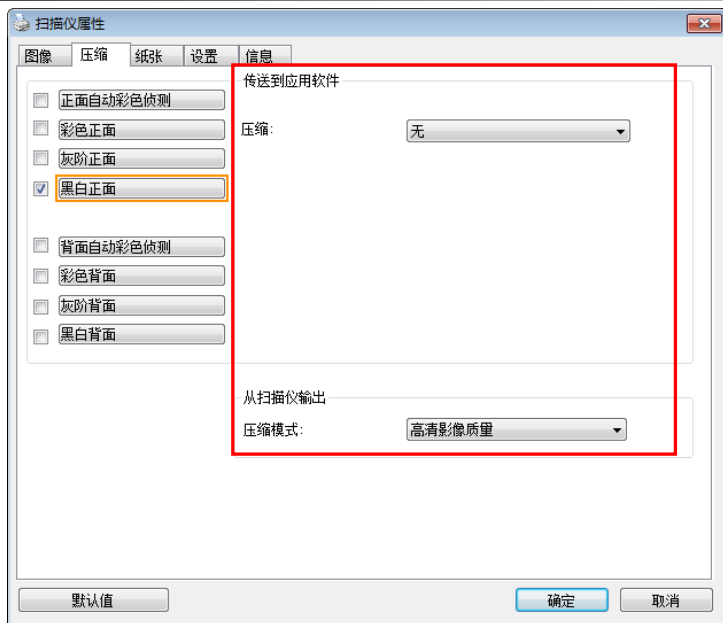 扫描仪属性
图像 压缩 纸张 设置 信息
传送到应用软件
正面自动彩色侦测
彩色正面
压缩: 无
灰阶正面
黑白正面
背面自动彩色侦测
彩色背面
灰阶背面
黑白背面
从扫描仪输出
压缩模式: 高清影像质量
默认值 确定 取消